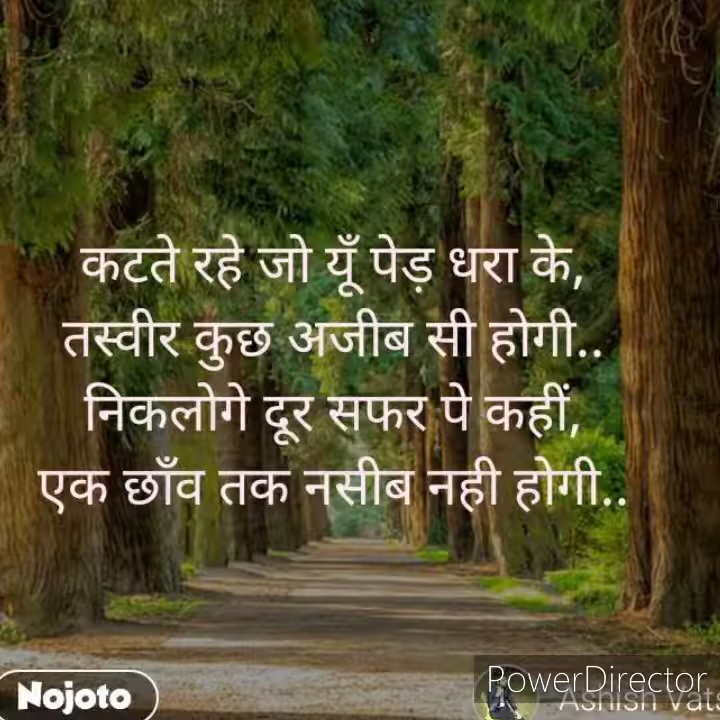 कटते रहे जो यूँ पेड़ धरा के,
तस्वीर कुछ अजीब सी होगी..
निकलोगे दूर सफर पे कहीं,
एक छाँव तक नसीब नही होगी..
PowerDirector
Nojoto
Ashish Vats